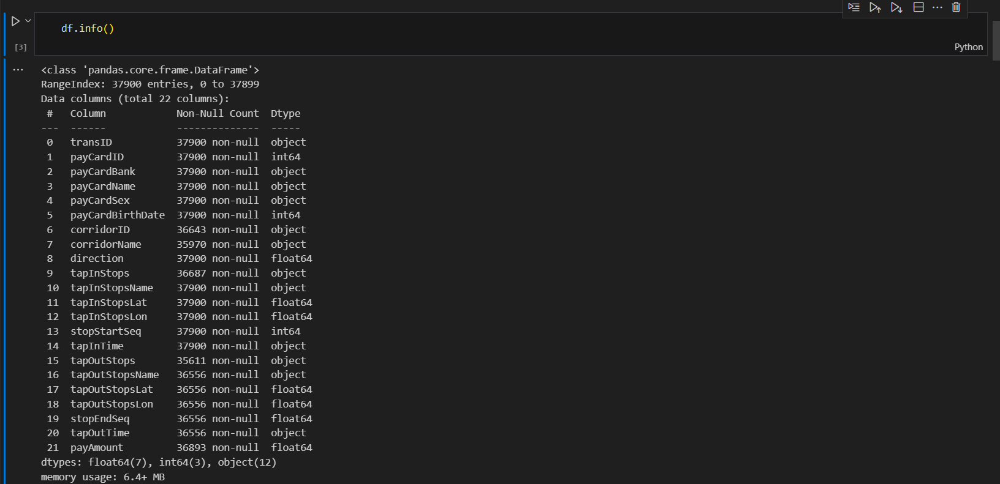 df.info()
[3]
Python
<class 'pandas.core.frame.DataFrame'>
RangeIndex: 37900 entries, 0 to 37899
Data columns (total 22 columns):
 #   Column            Non-Null Count  Dtype
---  ------            --------------  -----
 0   transID           37900 non-null  object
 1   payCardID         37900 non-null  int64
 2   payCardBank       37900 non-null  object
 3   payCardName       37900 non-null  object
 4   payCardSex        37900 non-null  object
 5   payCardBirthDate  37900 non-null  int64
 6   corridorID        36643 non-null  object
 7   corridorName      35970 non-null  object
 8   direction         37900 non-null  float64
 9   tapInStops        36687 non-null  object
 10  tapInStopsName    37900 non-null  object
 11  tapInStopsLat     37900 non-null  float64
 12  tapInStopsLon     37900 non-null  float64
 13  stopStartSeq      37900 non-null  int64
 14  tapInTime         37900 non-null  object
 15  tapOutStops       35611 non-null  object
 16  tapOutStopsName   36556 non-null  object
 17  tapOutStopsLat    36556 non-null  float64
 18  tapOutStopsLon    36556 non-null  float64
 19  stopEndSeq        36556 non-null  float64
 20  tapOutTime        36556 non-null  object
 21  payAmount         36893 non-null  float64
dtypes: float64(7), int64(3), object(12)
memory usage: 6.4+ MB